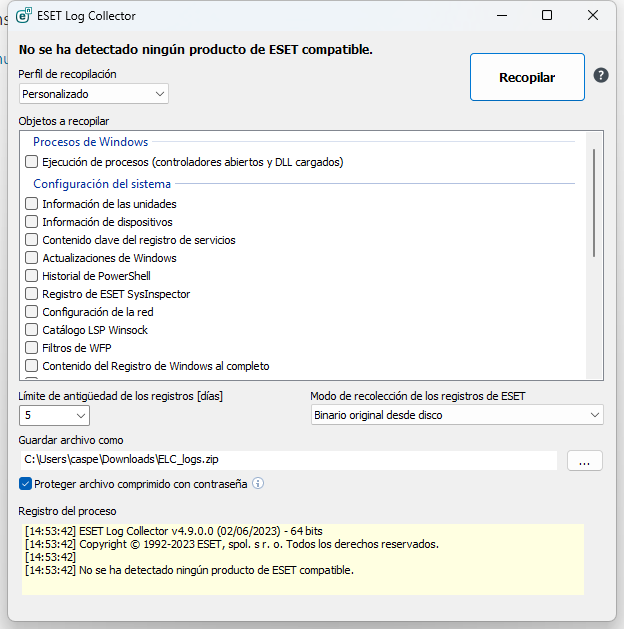 ESET Log Collector
No se ha detectado ningún producto de ESET compatible.
Perfil de recopilación
Personalizado
Recopilar
?
Objetos a recopilar
Procesos de Windows
Ejecución de procesos (controladores abiertos y DLL cargados)
Configuración del sistema
Información de las unidades
Información de dispositivos
Contenido clave del registro de servicios
Actualizaciones de Windows
Historial de PowerShell
Registro de ESET SysInspector
Configuración de la red
Catálogo LSP Winsock
Filtros de WFP
Contenido del Registro de Windows al completo
Límite de antigüedad de los registros [días]
Modo de recolección de los registros de ESET
5
Binario original desde disco
Guardar archivo como
C:\Users\caspe\Downloads\ELC_logs.zip
...
Proteger archivo comprimido con contraseña
Registro del proceso
[14:53:42] ESET Log Collector v4.9.0.0 (02/06/2023) - 64 bits
[14:53:42] Copyright © 1992-2023 ESET, spol. s r. o. Todos los derechos reservados.
[14:53:42]
[14:53:42] No se ha detectado ningún producto de ESET compatible.